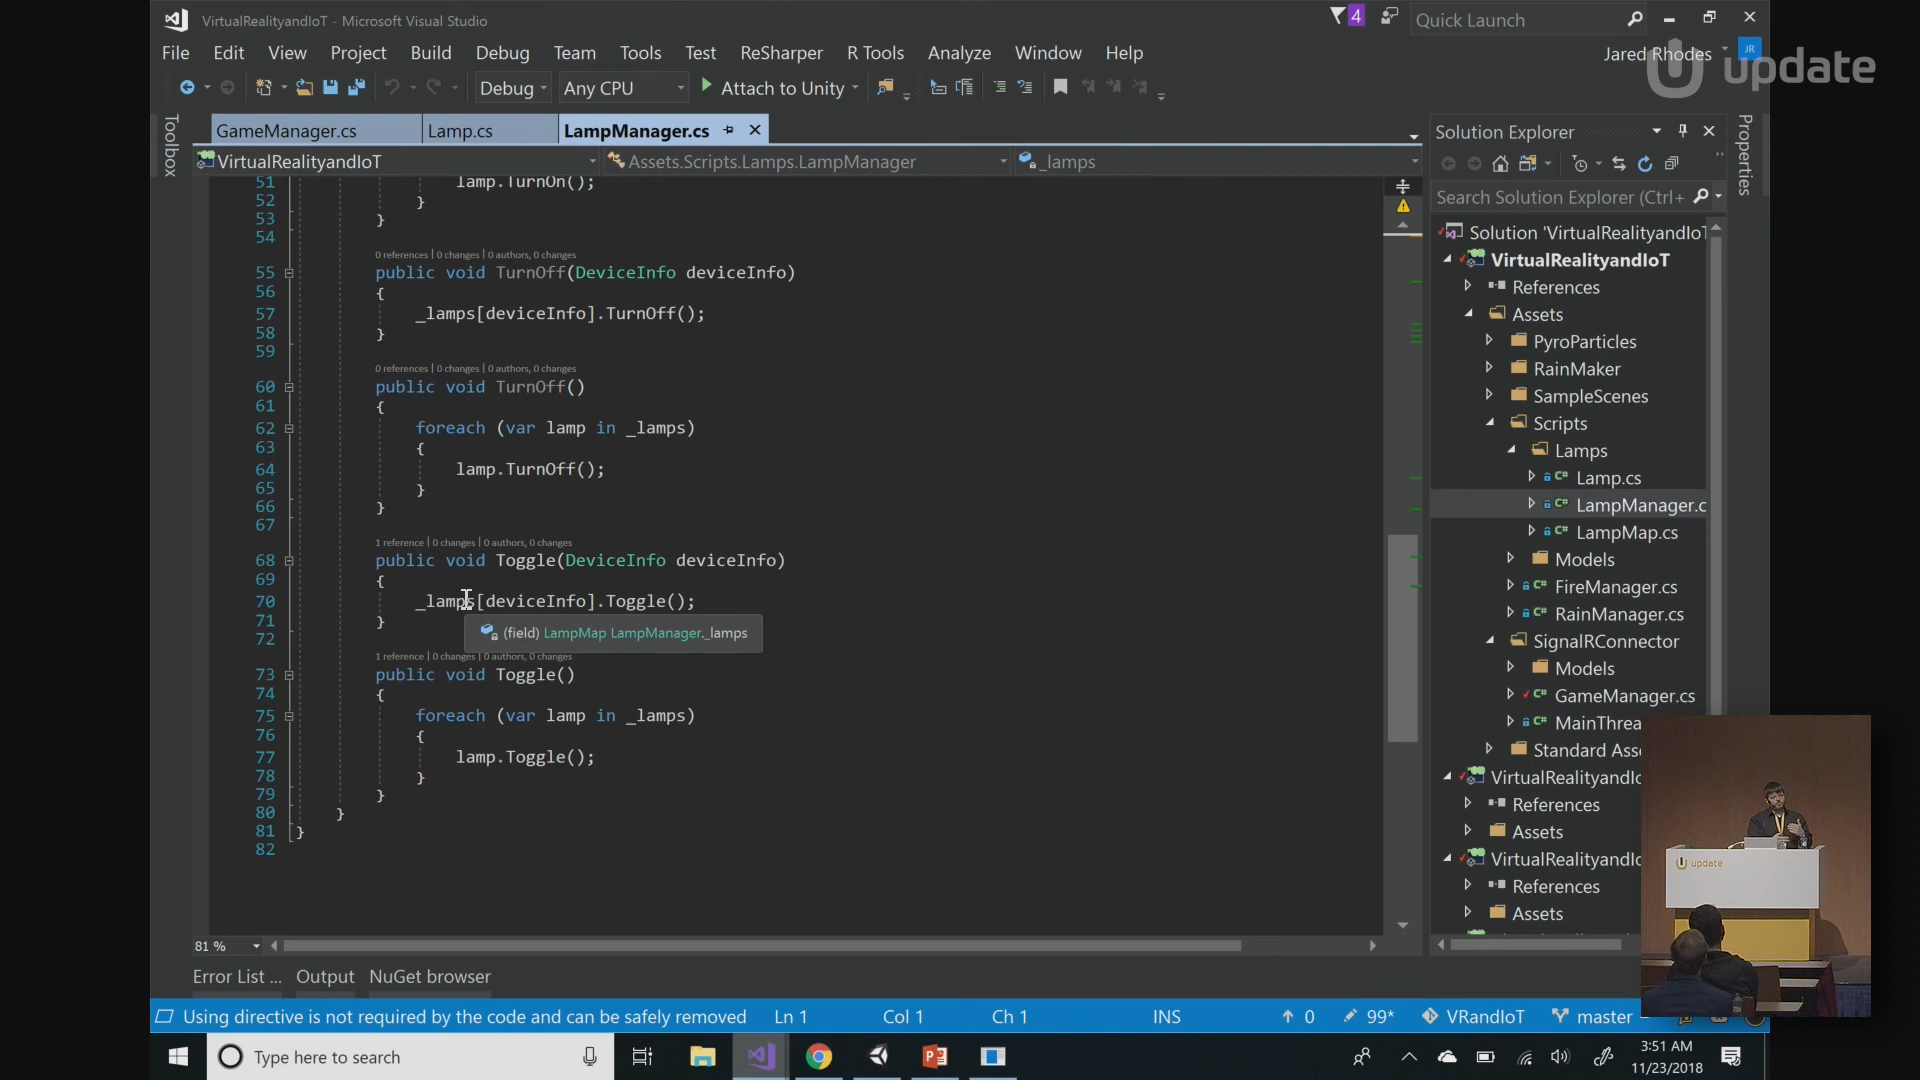 VirtualRealityandIoT - Microsoft Visual Studio
4
Quick Launch
File Edit View Project Build Debug Team Tools Test ReSharper R Tools Analyze Window Help
Jared Rhodes
JR
update
Debug
Any CPU
Attach to Unity
Toolbox
GameManager.cs
Lamp.cs
LampManager.cs
VirtualRealityandIoT
Assets.Scripts.Lamps.LampManager
_lamps
51 lamp.TurnOn();
52 }
53 }
54
0 references | 0 changes | 0 authors, 0 changes
55 public void TurnOff(DeviceInfo deviceInfo)
56 {
57 _lamps[deviceInfo].TurnOff();
58 }
59
0 references | 0 changes | 0 authors, 0 changes
60 public void TurnOff()
61 {
62 foreach (var lamp in _lamps)
63 {
64 lamp.TurnOff();
65 }
66 }
67
1 reference | 0 changes | 0 authors, 0 changes
68 public void Toggle(DeviceInfo deviceInfo)
69 {
70 _lamps[deviceInfo].Toggle();
71 }
(field) LampMap LampManager._lamps
72
1 reference | 0 changes | 0 authors, 0 changes
73 public void Toggle()
74 {
75 foreach (var lamp in _lamps)
76 {
77 lamp.Toggle();
78 }
79 }
80 }
81 }
82
81 %
Solution Explorer
Properties
Search Solution Explorer (Ctrl+
Solution 'VirtualRealityandIoT
VirtualRealityandIoT
References
Assets
PyroParticles
RainMaker
SampleScenes
Scripts
Lamps
Lamp.cs
LampManager.c
LampMap.cs
Models
FireManager.cs
RainManager.cs
SignalRConnector
Models
GameManager.cs
MainThrea
Standard Asse
VirtualRealityandIo
References
Assets
VirtualRealityandIo
References
Assets
update
Error List ...
Output
NuGet browser
Using directive is not required by the code and can be safely removed
Ln 1
Col 1
Ch 1
INS
0
99*
VRandIoT
master
Type here to search
3:51 AM
11/23/2018